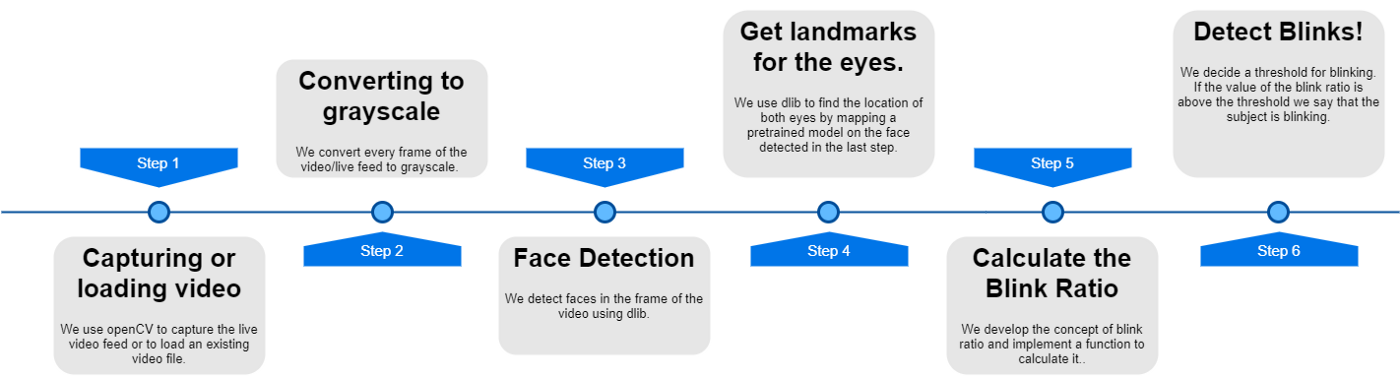 Step 1
Capturing or
loading video
We use openCV to capture the live
video feed or to load an existing
video file.
Converting to
grayscale
We convert every frame of the
video/live feed to grayscale.
Step 2
Step 3
Face Detection
We detect faces in the frame of the
video using dlib.
Get landmarks
for the eyes.
We use dlib to find the location of
both eyes by mapping a
pretrained model on the face
detected in the last step.
Step 4
Step 5
Calculate the
Blink Ratio
We develop the concept of blink
ratio and implement a function to
calculate it..
Detect Blinks!
We decide a threshold for blinking.
If the value of the blink ratio is
above the threshold we say that the
subject is blinking.
Step 6